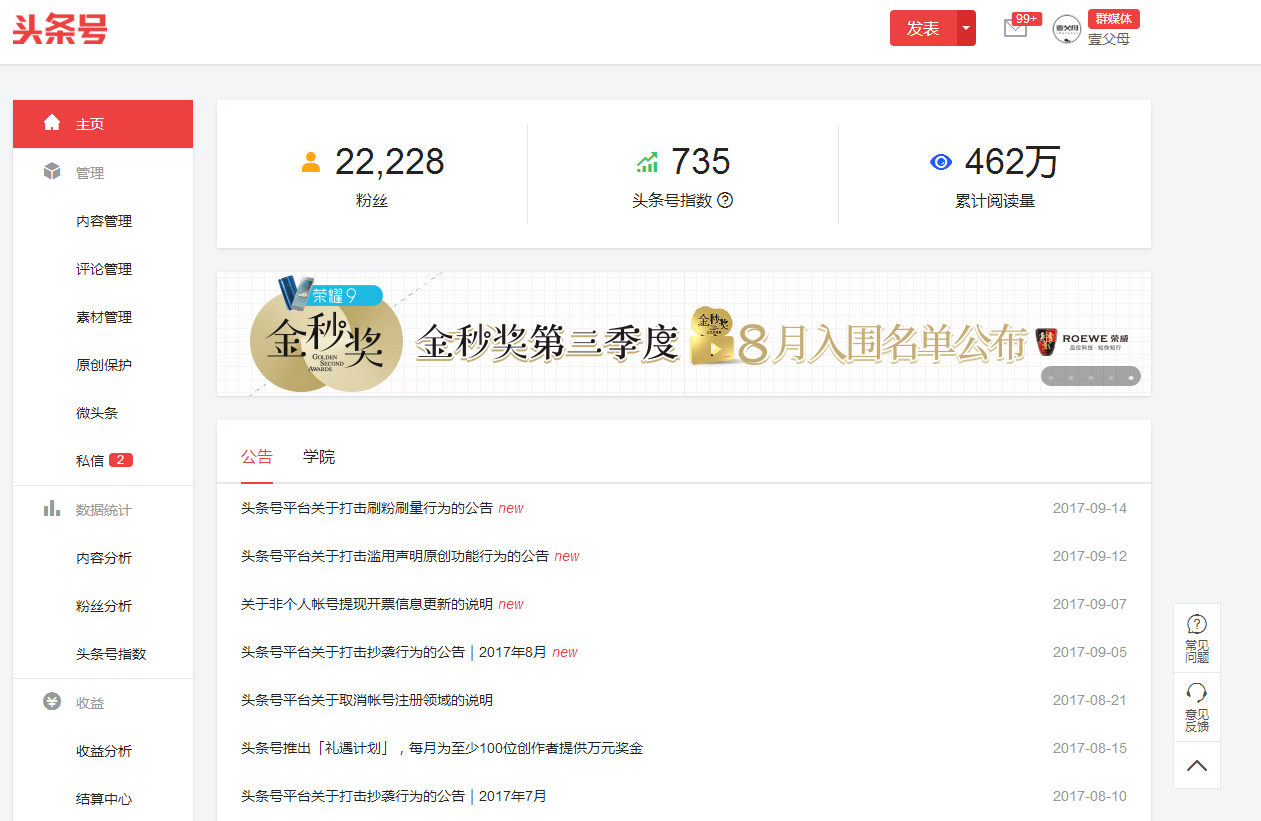 头条号
发表
99+
群媒体
壹父母
主页
管理
内容管理
评论管理
素材管理
原创保护
微头条
私信 2
数据统计
内容分析
粉丝分析
头条号指数
收益
收益分析
结算中心
22,228
粉丝
735
头条号指数
462万
累计阅读量
荣耀9
金秒奖
GOLDEN
SECOND
AWARDS
金秒奖第三季度
金秒奖
8月入围名单公布
ROEWE 荣威
公告 学院
头条号平台关于打击刷粉刷量行为的公告 new 2017-09-14
头条号平台关于打击滥用声明原创功能行为的公告 new 2017-09-12
关于非个人帐号提现开票信息更新的说明 new 2017-09-07
头条号平台关于打击抄袭行为的公告|2017年8月 new 2017-09-05
头条号平台关于取消帐号注册领域的说明 2017-08-21
头条号推出「礼遇计划」，每月为至少100位创作者提供万元奖金 2017-08-15
头条号平台关于打击抄袭行为的公告|2017年7月 2017-08-10
常见
问题
意见
反馈